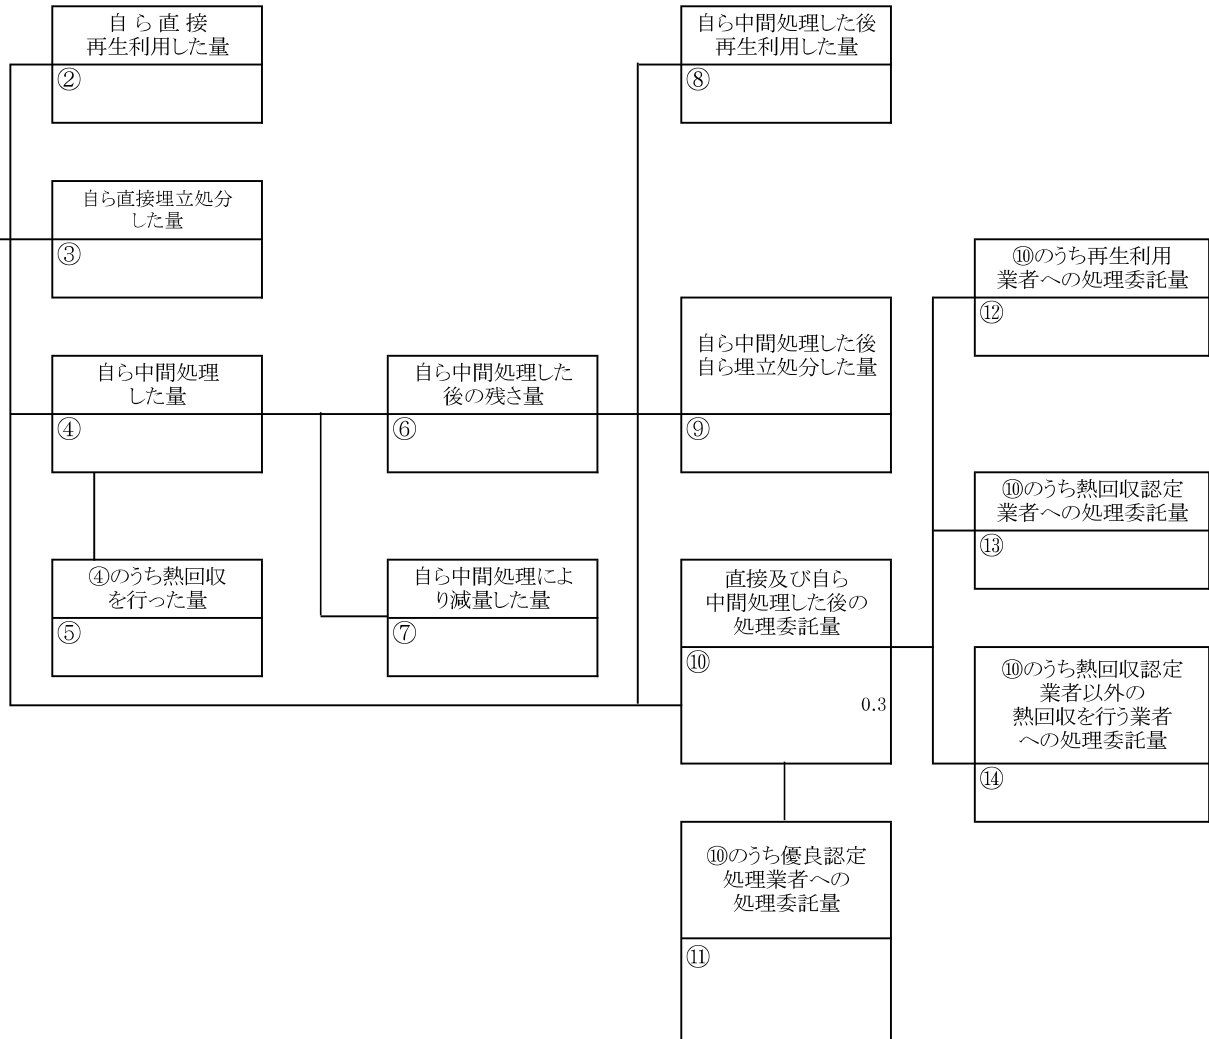 自ら直接
再生利用した量
②
自ら直接埋立処分
した量
③
自ら中間処理
した量
④
④のうち熱回収
を行った量
⑤
自ら中間処理した
後の残さ量
⑥
自ら中間処理によ
り減量した量
⑦
自ら中間処理した後
再生利用した量
⑧
自ら中間処理した後
自ら埋立処分した量
⑨
直接及び自ら
中間処理した後の
処理委託量
⑩
0.3
⑩のうち優良認定
処理業者への
処理委託量
⑪
⑩のうち再生利用
業者への処理委託量
⑫
⑩のうち熱回収認定
業者への処理委託量
⑬
⑩のうち熱回収認定
業者以外の
熱回収を行う業者
への処理委託量
⑭